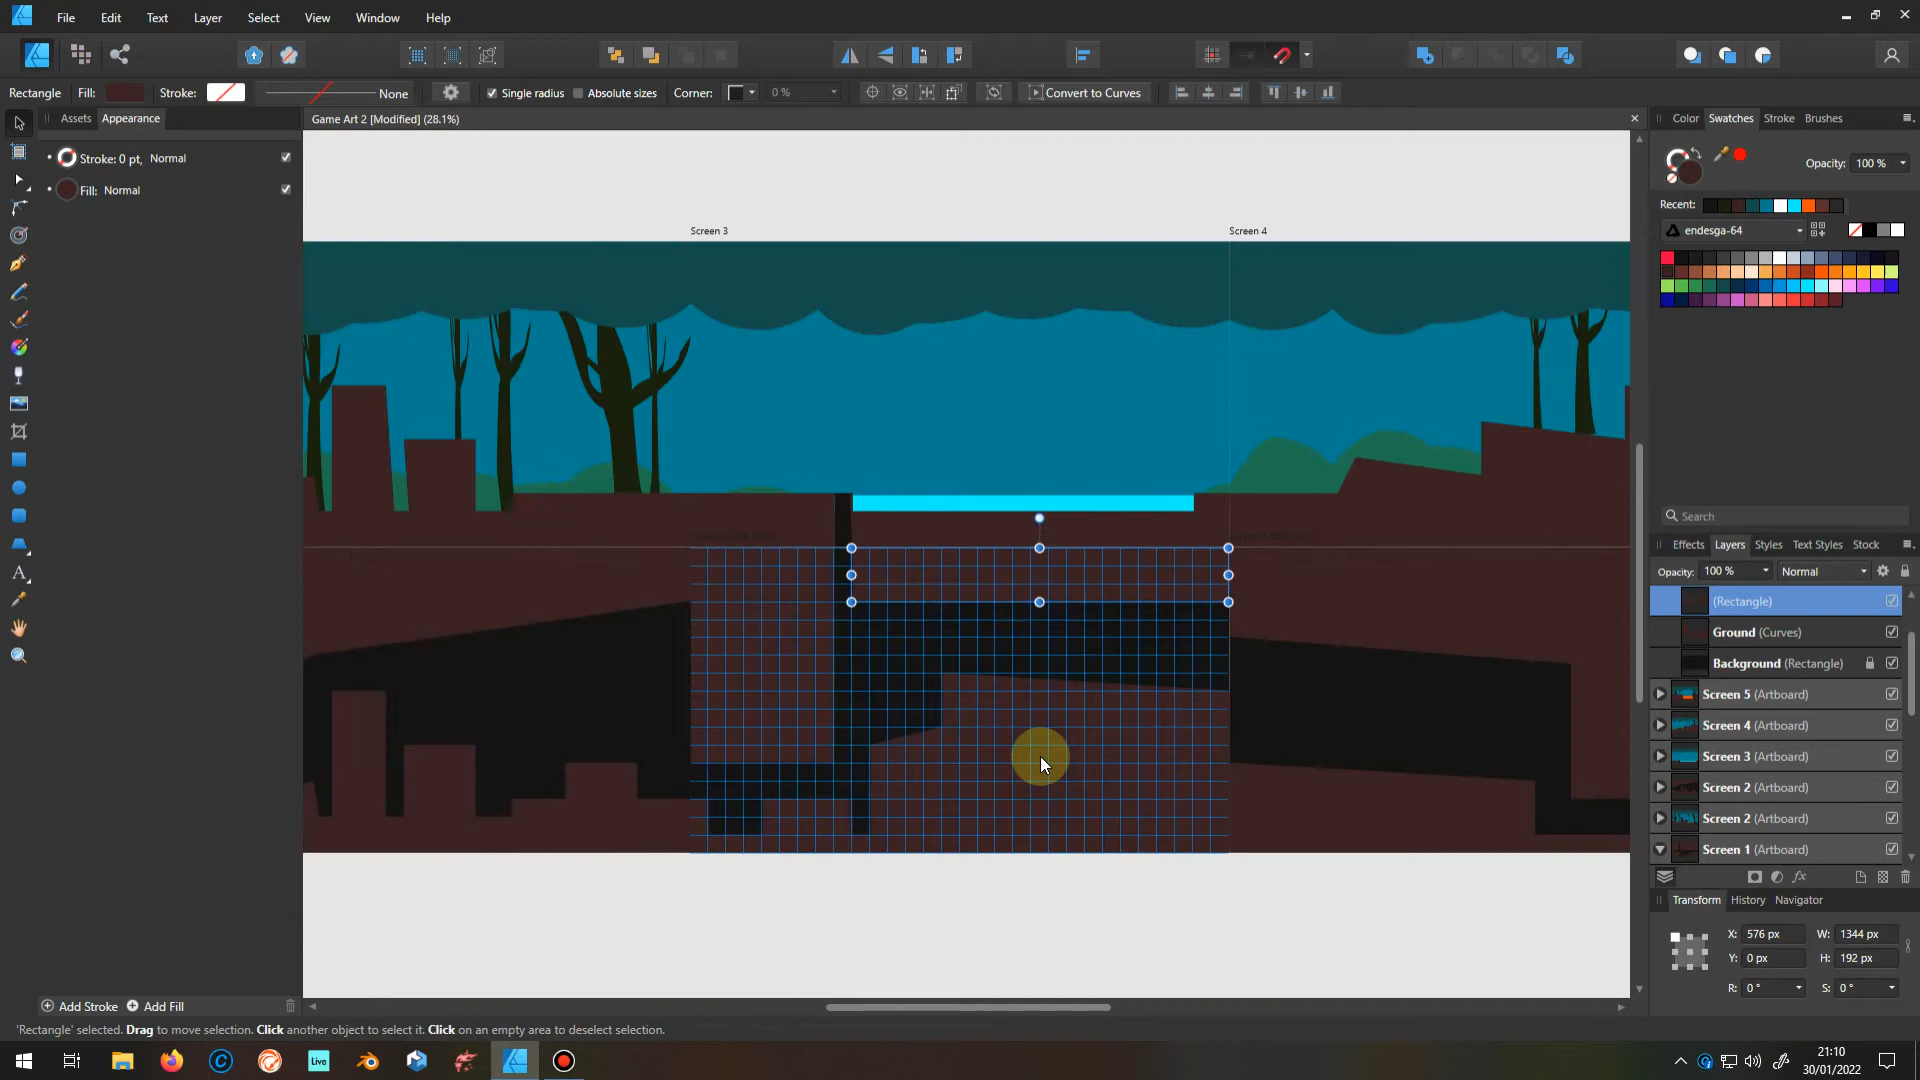 File Edit Text Layer Select View Window Help
Rectangle Fill: Stroke: None Single radius Absolute sizes Corner: 0 % Convert to Curves
Assets Appearance
Game Art 2 [Modified] (28.1%)
Color Swatches Stroke Brushes
Stroke: 0 pt, Normal
Fill: Normal
Opacity: 100 %
Recent:
endesga-64
Screen 3
Screen 4
Search
Effects Layers Styles Text Styles Stock
Opacity: 100 % Normal
(Rectangle)
Ground (Curves)
Background (Rectangle)
Screen 5 (Artboard)
Screen 4 (Artboard)
Screen 3 (Artboard)
Screen 2 (Artboard)
Screen 2 (Artboard)
Screen 1 (Artboard)
fx
Transform History Navigator
X: 576 px W: 1344 px
Y: 0 px H: 192 px
R: 0 ° S: 0 °
Add Stroke Add Fill
'Rectangle' selected. Drag to move selection. Click another object to select it. Click on an empty area to deselect selection.
Live
21:10
30/01/2022